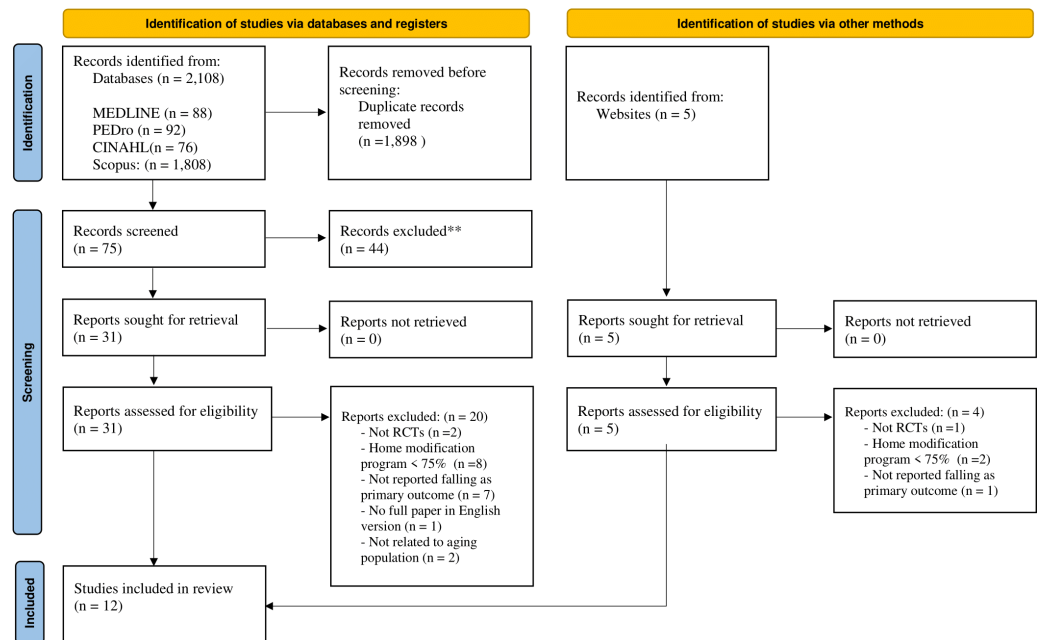 Identification of studies via databases and registers
Identification of studies via other methods
Identification
Records identified from:
Databases (n = 2,108)
MEDLINE (n = 88)
PEDro (n = 92)
CINAHL(n = 76)
Scopus: (n = 1,808)
Records removed before
screening:
Duplicate records
removed
(n =1,898 )
Records identified from:
Websites (n = 5)
Screening
Records screened
(n = 75)
Records excluded**
(n = 44)
Reports sought for retrieval
(n = 31)
Reports not retrieved
(n = 0)
Reports sought for retrieval
(n = 5)
Reports not retrieved
(n = 0)
Reports assessed for eligibility
(n = 31)
Reports excluded: (n = 20)
- Not RCTs (n =2)
- Home modification
program < 75%  (n =8)
- Not reported falling as
primary outcome (n = 7)
- No full paper in English
version (n = 1)
- Not related to aging
population (n = 2)
Reports assessed for eligibility
(n = 5)
Reports excluded: (n = 4)
- Not RCTs (n =1)
- Home modification
program < 75%  (n =2)
- Not reported falling as
primary outcome (n = 1)
Included
Studies included in review
(n = 12)